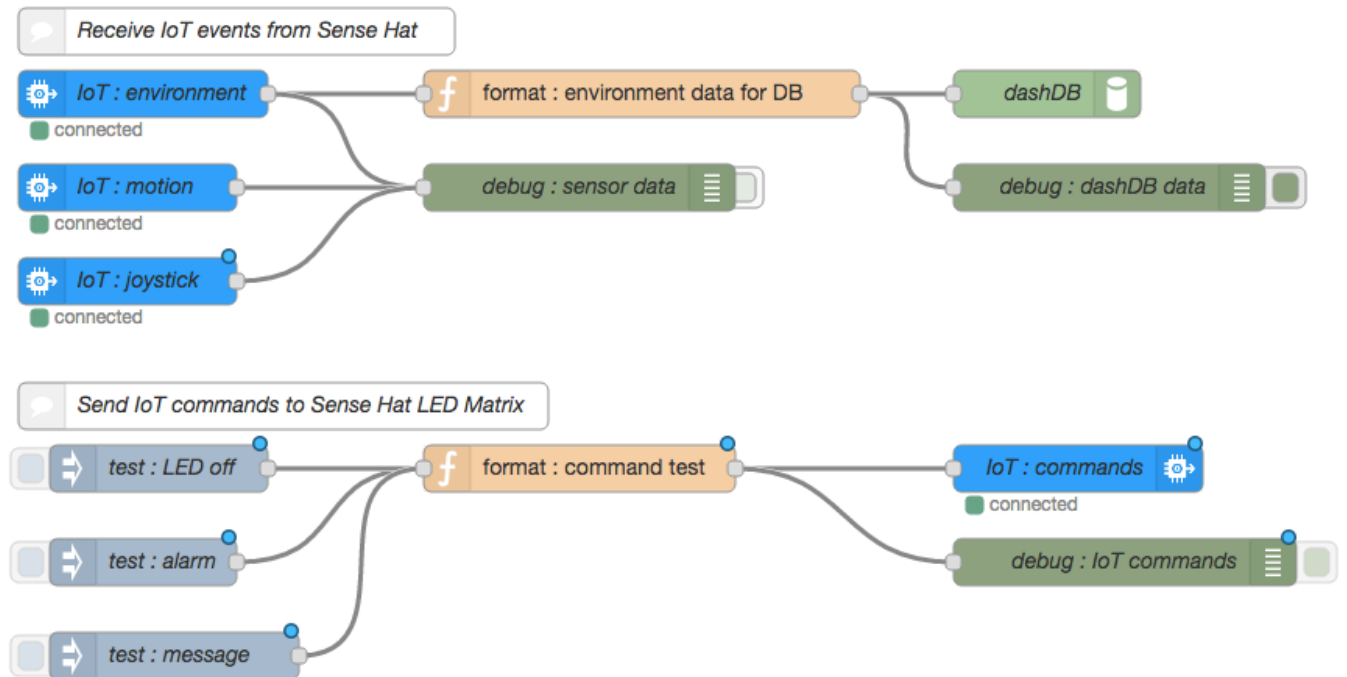 Receive IoT events from Sense Hat
IoT : environment
format : environment data for DB
dashDB
connected
IoT : motion
debug : sensor data
debug : dashDB data
connected
IoT : joystick
connected
Send IoT commands to Sense Hat LED Matrix
test : LED off
format : command test
IoT : commands
connected
test : alarm
debug : IoT commands
test : message